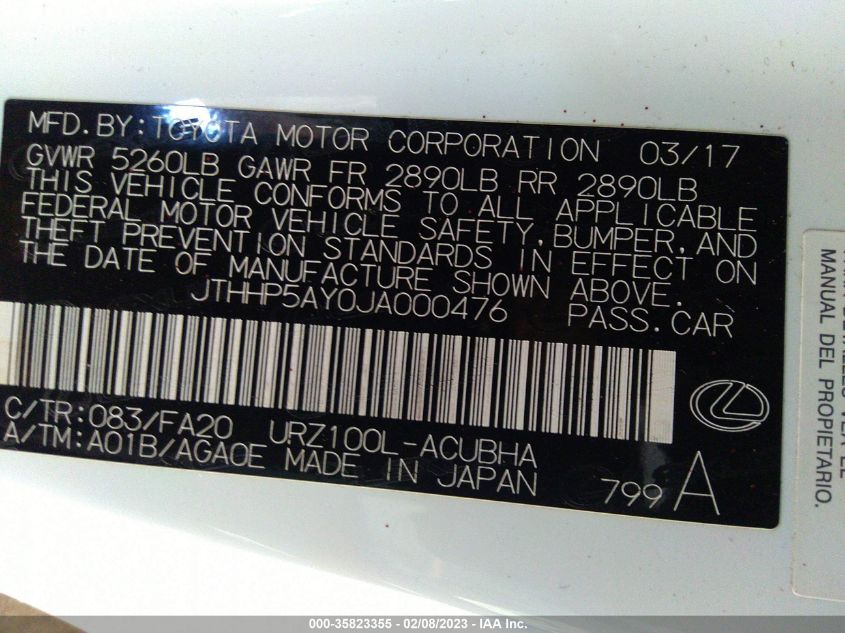 MFD. BY: TOYOTA MOTOR CORPORATION 03/17
GVWR 5260LB GAWR FR 2890LB RR 2890LB
THIS VEHICLE CONFORMS TO ALL APPLICABLE
FEDERAL MOTOR VEHICLE SAFETY, BUMPER, AND
THEFT PREVENTION STANDARDS IN EFFECT ON
THE DATE OF MANUFACTURE SHOWN ABOVE.
JTHHP5AY0JA000476 PASS. CAR
C/TR: 083/FA20 URZ100L-ACUBHA
A/TM: A01B/AGA0E MADE IN JAPAN
799 A
MANUAL DEL PROPIETARIO.
000-35823355 - 02/08/2023 - IAA Inc.